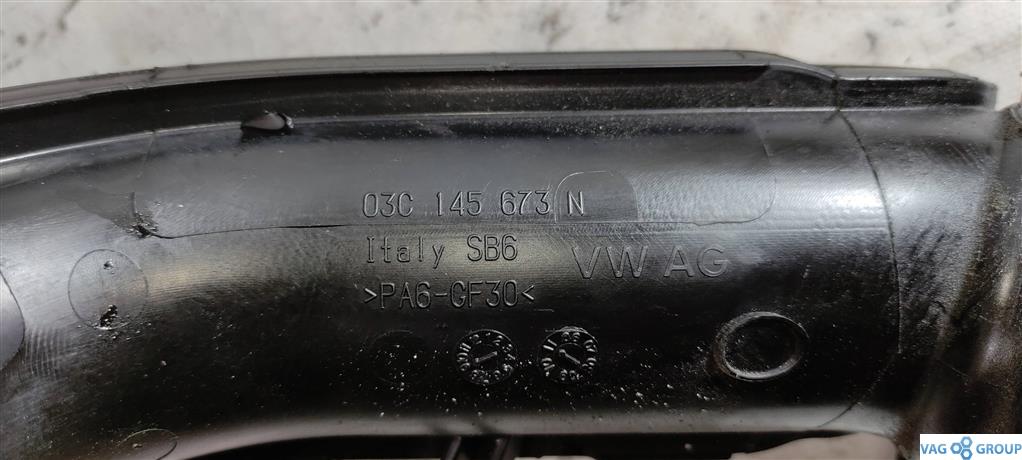 03C 145 673 N
Italy SB6
VW AG
>PA6-GF30<
VAG GROUP